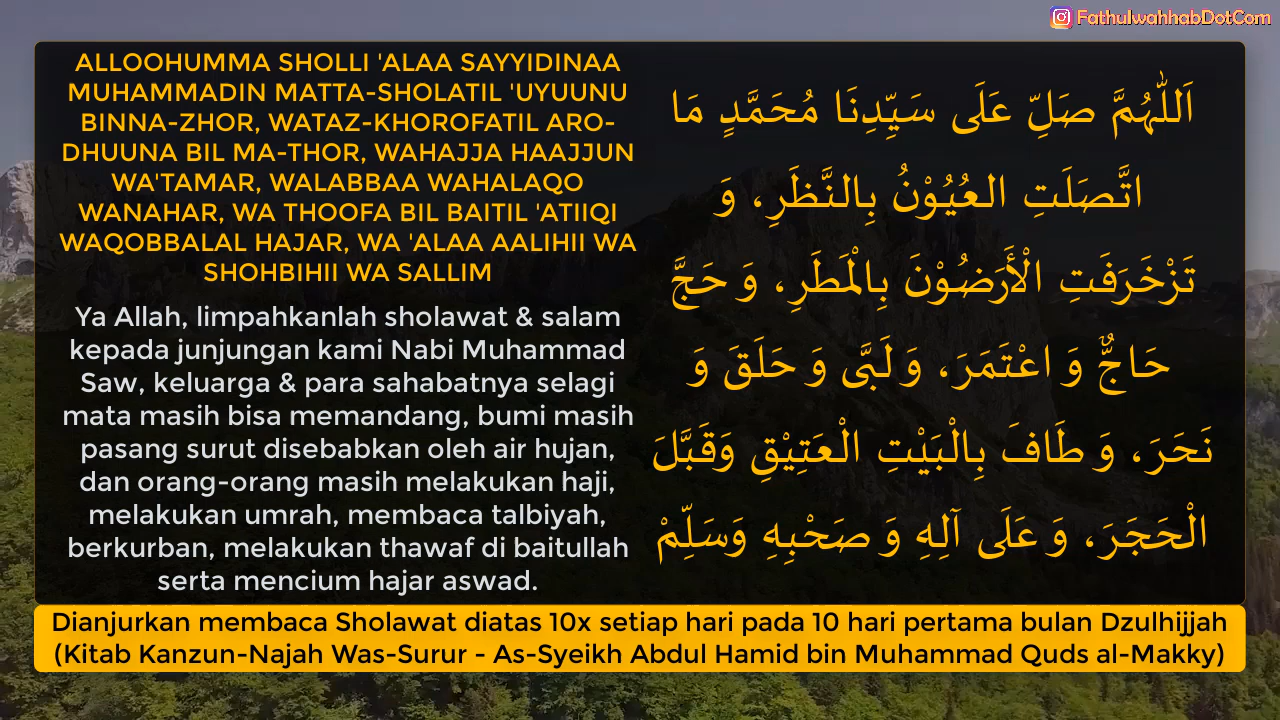 FathulwahhabDotCom
ALLOOHUMMA SHOLLI 'ALAA SAYYIDINAA
MUHAMMADIN MATTA-SHOLATIL 'UYUUNU
BINNA-ZHOR, WATAZ-KHOROFATIL ARO-
DHUUNA BIL MA-THOR, WAHAJJA HAAJJUN
WA'TAMAR, WALABBAA WAHALAQO
WANAHAR, WA THOOFA BIL BAITIL 'ATIIQI
WAQOBBALAL HAJAR, WA 'ALAA AALIHII WA
SHOHBIHII WA SALLIM
Ya Allah, limpahkanlah sholawat & salam
kepada junjungan kami Nabi Muhammad
Saw, keluarga & para sahabatnya selagi
mata masih bisa memandang, bumi masih
pasang surut disebabkan oleh air hujan,
dan orang-orang masih melakukan haji,
melakukan umrah, membaca talbiyah,
berkurban, melakukan thawaf di baitullah
serta mencium hajar aswad.
اَللّٰهُمَّ صَلِّ عَلَى سَيِّدِنَا مُحَمَّدٍ مَا
اتَّصَلَتِ العُيُوْنُ بِالنَّظَرِ، وَ
تَزْخَرَفَتِ الْأَرَضُوْنَ بِالْمَطَرِ، وَ حَجَّ
حَاجٌّ وَ اعْتَمَرَ، وَ لَبَّى وَ حَلَقَ وَ
نَحَرَ، وَ طَافَ بِالْبَيْتِ الْعَتِيْقِ وَقَبَّلَ
الْحَجَرَ، وَ عَلَى آلِهِ وَ صَحْبِهِ وَسَلِّمْ
Dianjurkan membaca Sholawat diatas 10x setiap hari pada 10 hari pertama bulan Dzulhijjah
(Kitab Kanzun-Najah Was-Surur - As-Syeikh Abdul Hamid bin Muhammad Quds al-Makky)